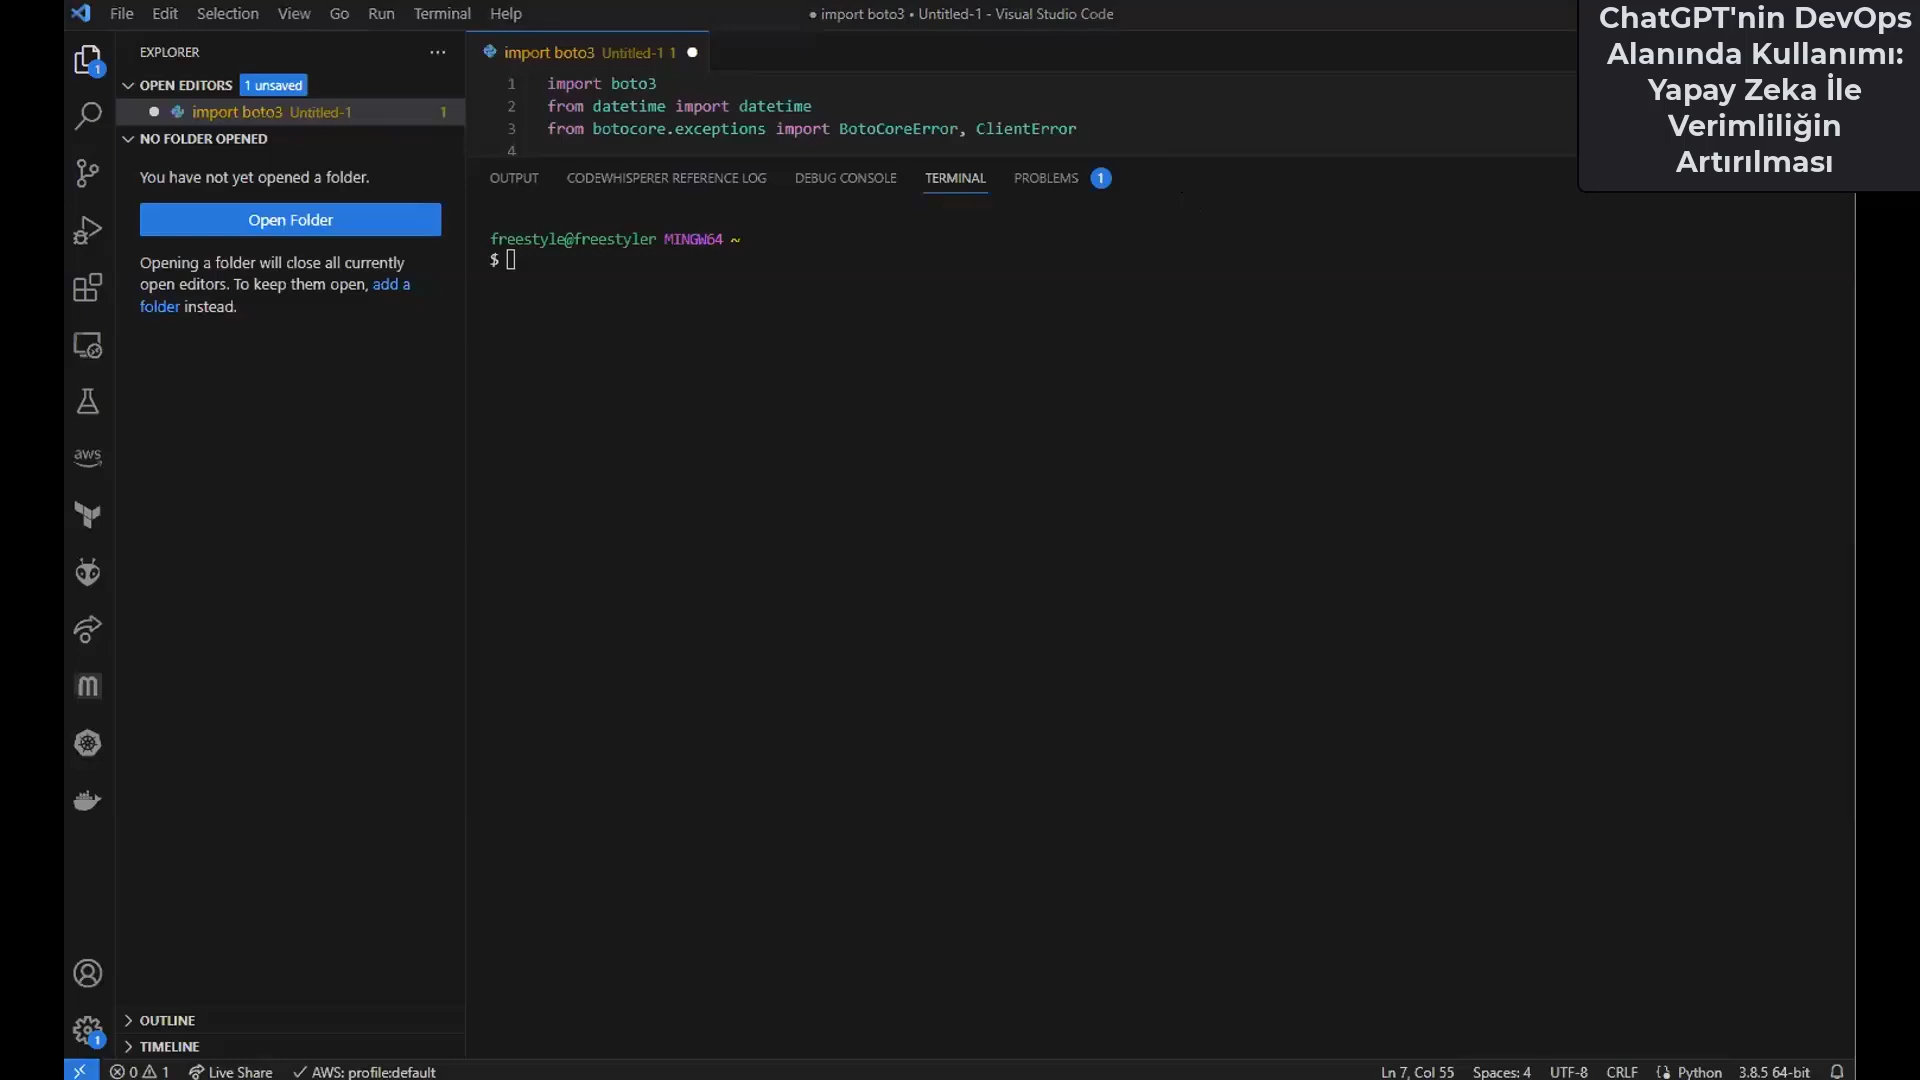 File Edit Selection View Go Run Terminal Help
● import boto3 • Untitled-1 - Visual Studio Code
ChatGPT'nin DevOps
Alanında Kullanımı:
Yapay Zeka İle
Verimliliğin
Artırılması
EXPLORER
OPEN EDITORS 1 unsaved
import boto3 Untitled-1 1
NO FOLDER OPENED
You have not yet opened a folder.
Open Folder
Opening a folder will close all currently
open editors. To keep them open, add a
folder instead.
import boto3 Untitled-1 1
1 import boto3
2 from datetime import datetime
3 from botocore.exceptions import BotoCoreError, ClientError
4
OUTPUT CODEWHISPERER REFERENCE LOG DEBUG CONSOLE TERMINAL PROBLEMS 1
freestyle@freestyler MINGW64 ~
$
1
aws
m
1
OUTLINE
TIMELINE
0 1 Live Share AWS: profile:default
Ln 7, Col 55 Spaces: 4 UTF-8 CRLF Python 3.8.5 64-bit